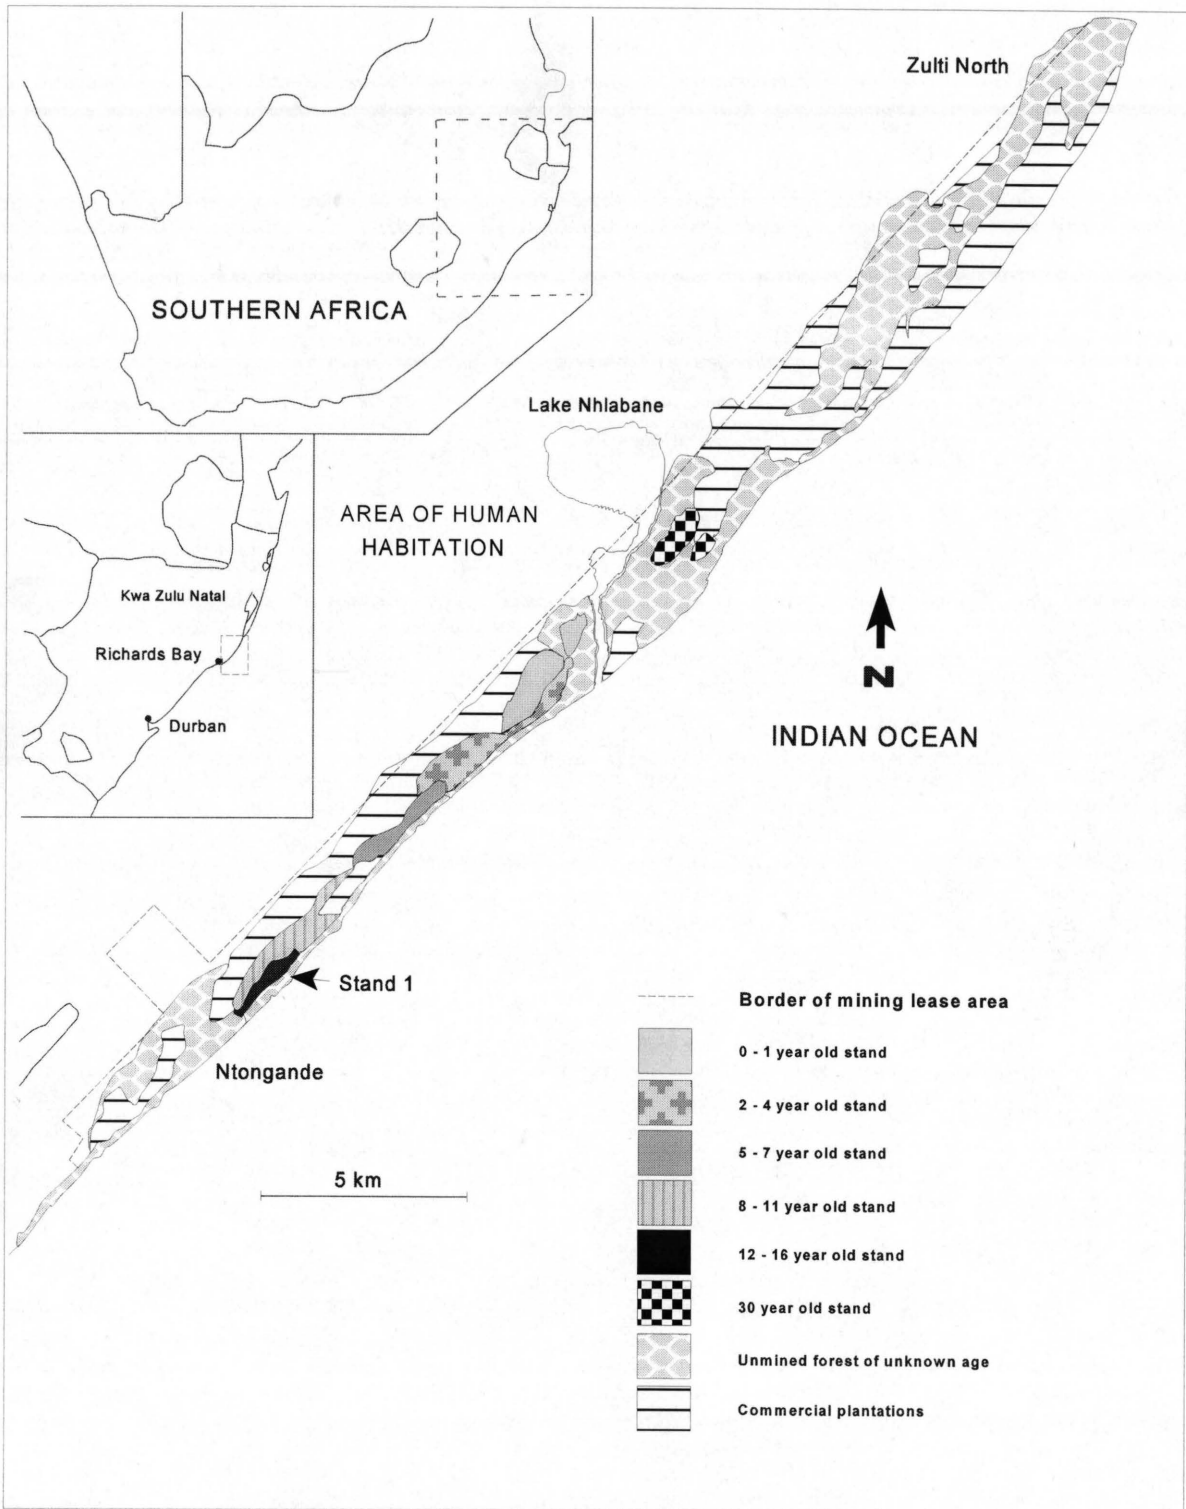 Zulti North
SOUTHERN AFRICA
Lake Nhlabane
AREA OF HUMAN
HABITATION
Kwa Zulu Natal
Richards Bay
Durban
N
INDIAN OCEAN
Stand 1
Ntongande
5 km
Border of mining lease area
0 - 1 year old stand
2 - 4 year old stand
5 - 7 year old stand
8 - 11 year old stand
12 - 16 year old stand
30 year old stand
Unmined forest of unknown age
Commercial plantations